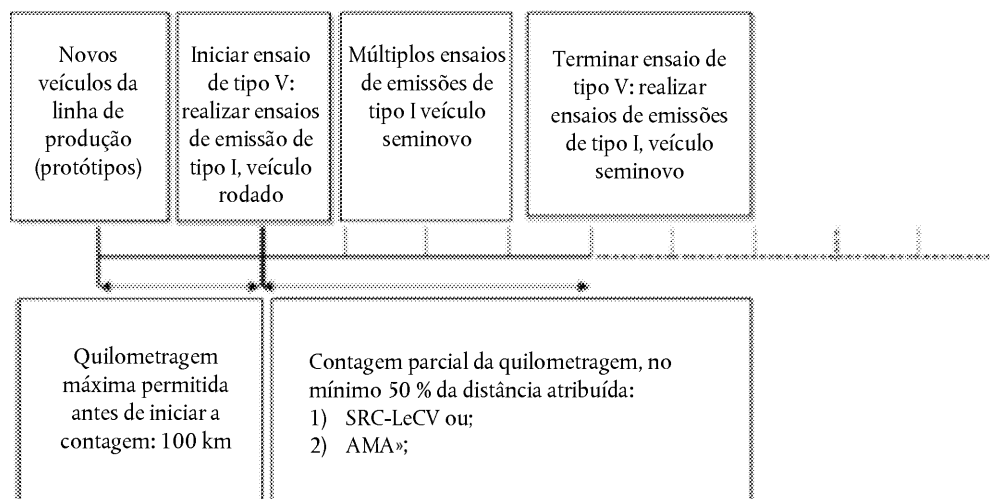 Novos
veículos da
linha de
produção
(protótipos)
Iniciar ensaio
de tipo V:
realizar ensaios
de emissão de
tipo I, veículo
rodado
Múltiplos ensaios
de emissões de
tipo I veículo
seminovo
Terminar ensaio de
tipo V: realizar
ensaios de emissões
de tipo I, veículo
seminovo
Quilometragem
máxima permitida
antes de iniciar a
contagem: 100 km
Contagem parcial da quilometragem, no
mínimo 50 % da distância atribuída:
1) SRC-LeCV ou;
2) AMA»;